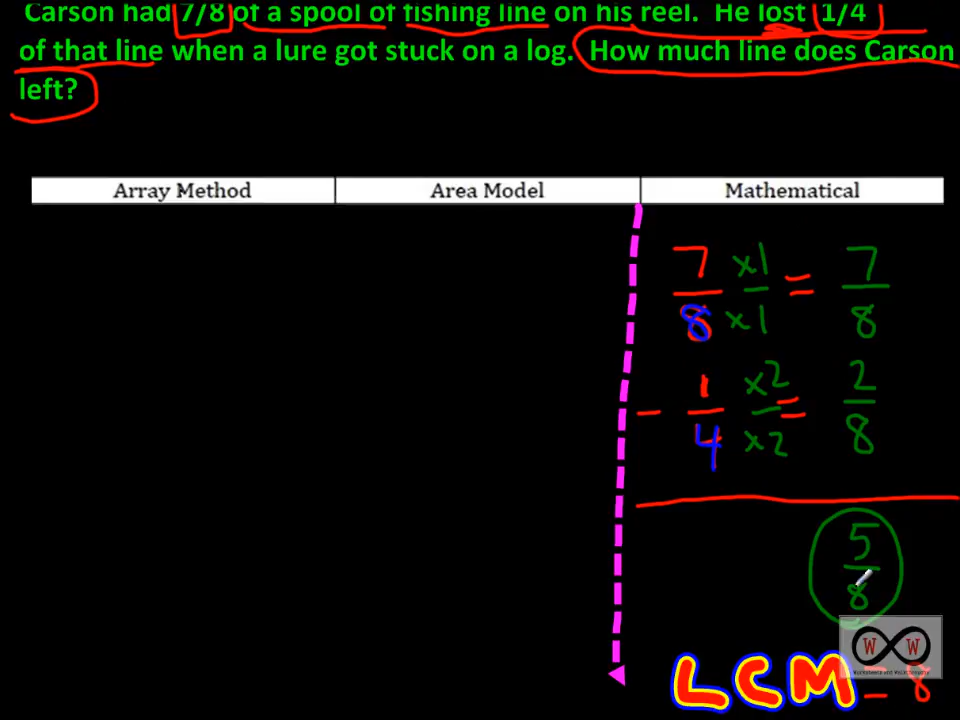 Carson had 7/8 of a spool of fishing line on his reel. He lost 1/4
of that line when a lure got stuck on a log. How much line does Carson
left?
Array Method Area Model Mathematical
7/8 x1/x1 = 7/8
- 1/4 x2/x2 = 2/8
5/8
W W
LCM = 8